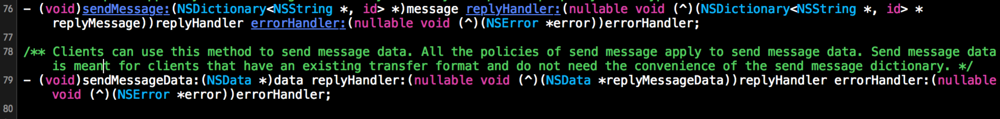 76 - (void)sendMessage:(NSDictionary<NSString *, id> *)message replyHandler:(nullable void (^)(NSDictionary<NSString *, id> *
replyMessage))replyHandler errorHandler:(nullable void (^)(NSError *error))errorHandler;
77
78 /** Clients can use this method to send message data. All the policies of send message apply to send message data. Send message data
is meant for clients that have an existing transfer format and do not need the convenience of the send message dictionary. */
79 - (void)sendMessageData:(NSData *)data replyHandler:(nullable void (^)(NSData *replyMessageData))replyHandler errorHandler:(nullable
void (^)(NSError *error))errorHandler;
80